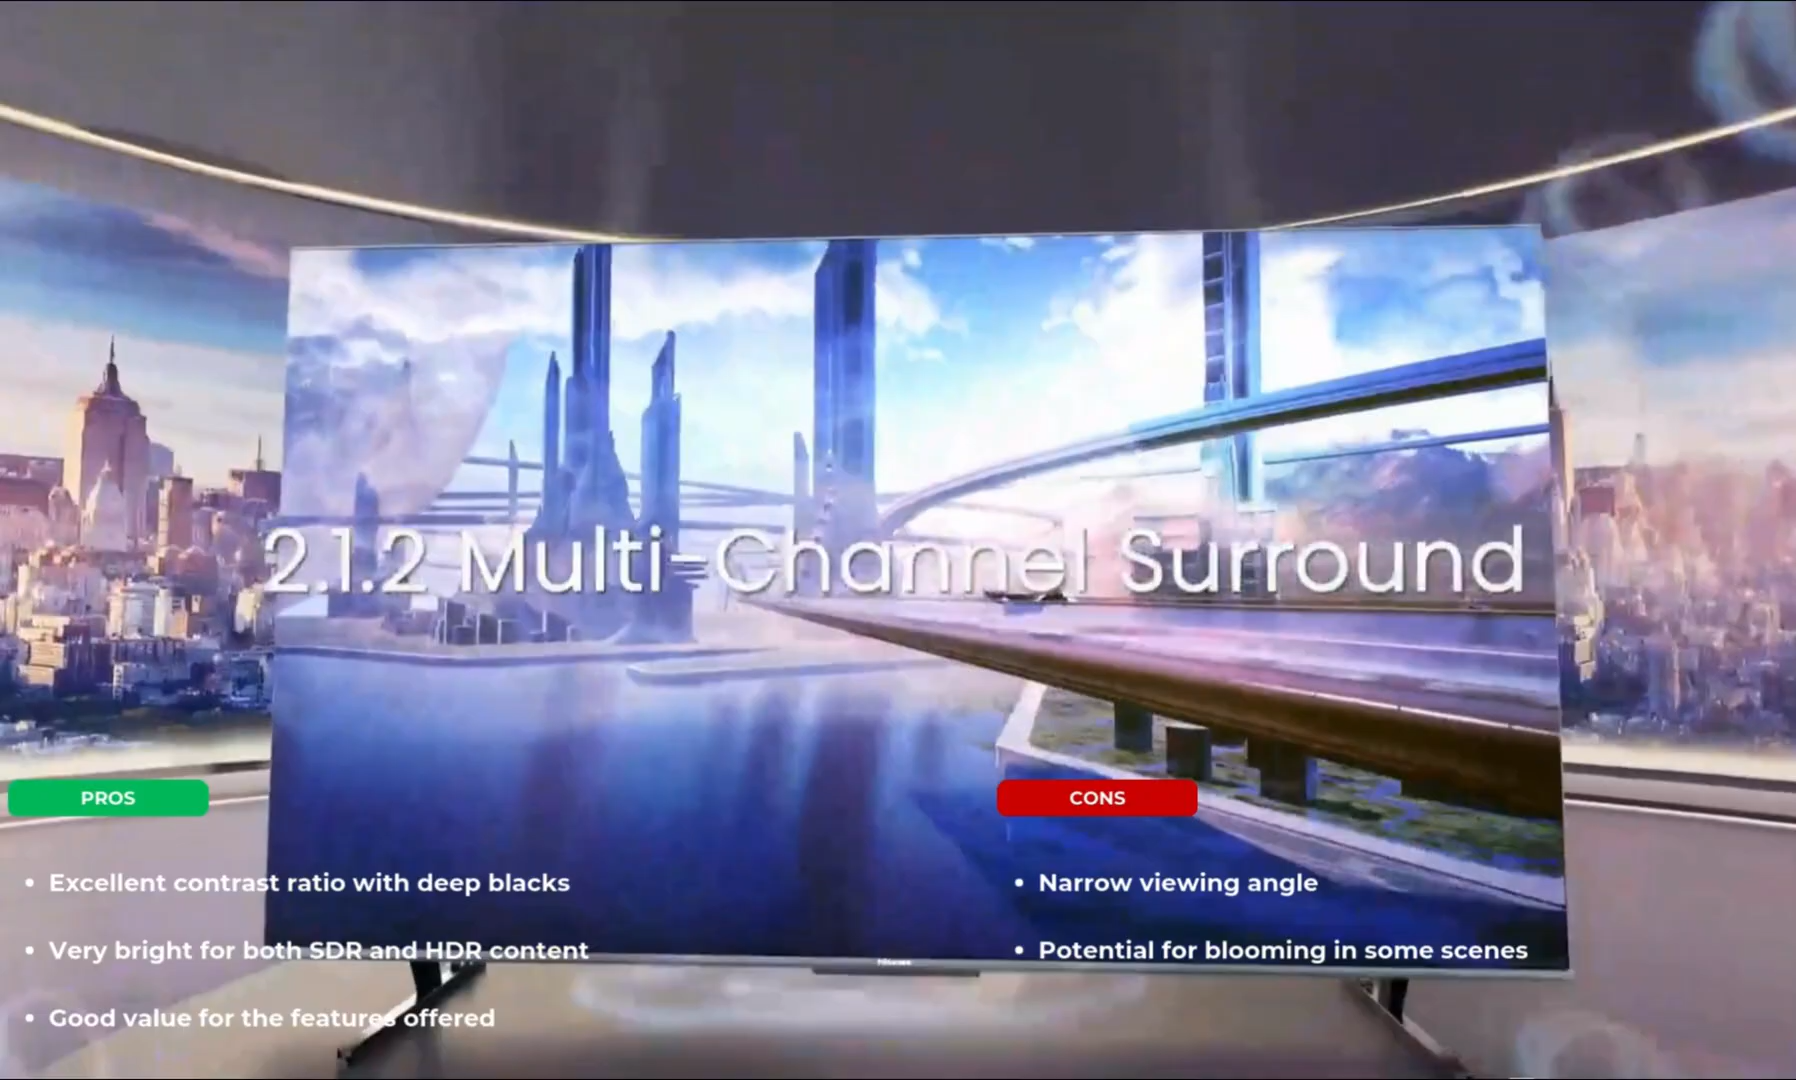 2.1.2 Multi-Channel Surround
PROS
• Excellent contrast ratio with deep blacks
• Very bright for both SDR and HDR content
• Good value for the features offered
CONS
• Narrow viewing angle
• Potential for blooming in some scenes
Hisense